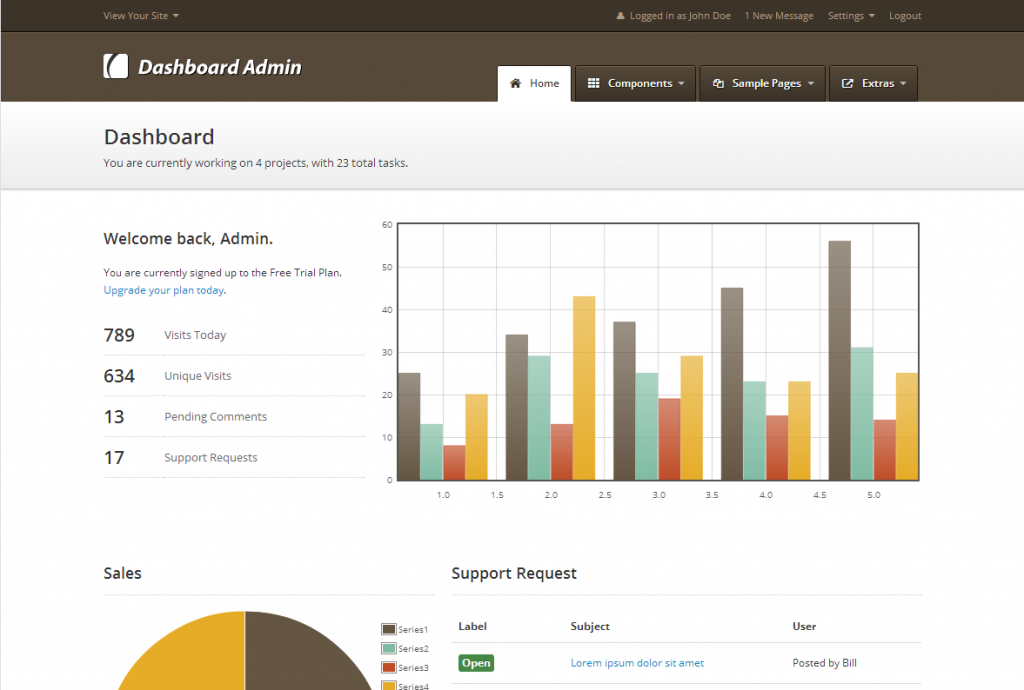 View Your Site
Logged in as John Doe 1 New Message Settings Logout
Dashboard Admin
Home Components Sample Pages Extras
Dashboard
You are currently working on 4 projects, with 23 total tasks.
Welcome back, Admin.
You are currently signed up to the Free Trial Plan.
Upgrade your plan today.
789 Visits Today
634 Unique Visits
13 Pending Comments
17 Support Requests
60
50
40
30
20
10
0
1.0 1.5 2.0 2.5 3.0 3.5 4.0 4.5 5.0
Sales
Series1
Series2
Series3
Series4
Support Request
Label Subject User
Open Lorem ipsum dolor sit amet Posted by Bill